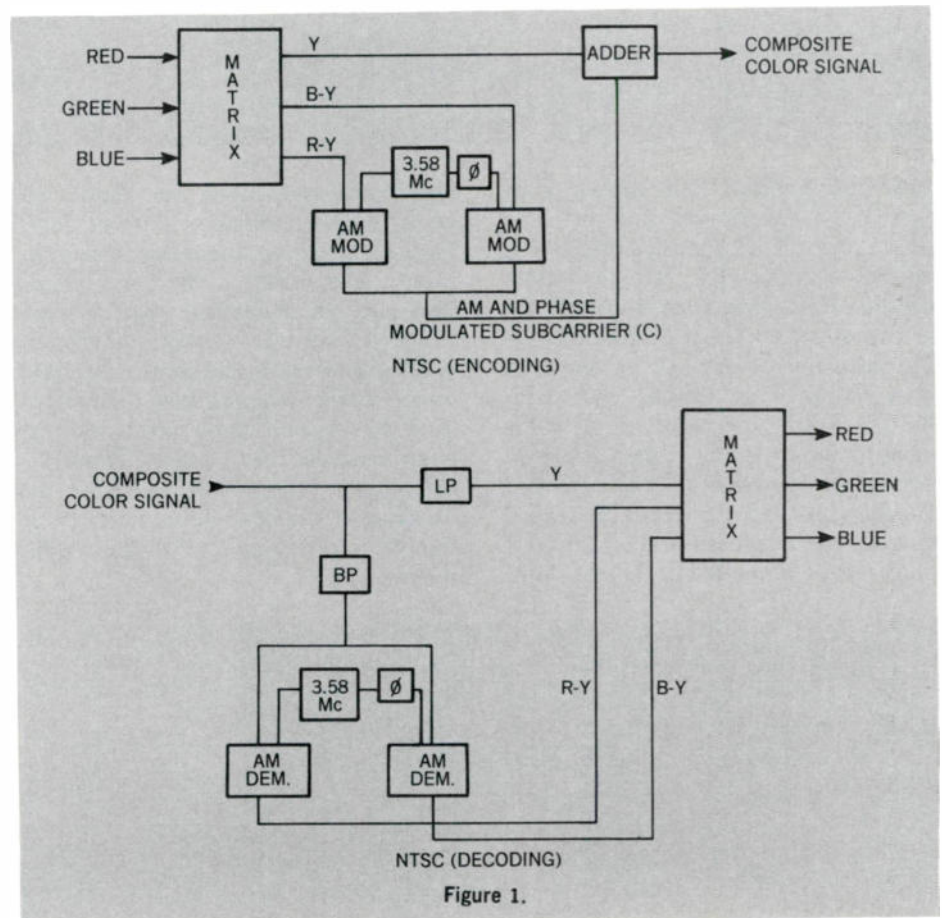 RED
GREEN
BLUE
MATRIX
Y
B-Y
R-Y
3.58
Mc
Ø
AM
MOD
AM
MOD
ADDER
COMPOSITE
COLOR SIGNAL
AM AND PHASE
MODULATED SUBCARRIER (C)
NTSC (ENCODING)
COMPOSITE
COLOR SIGNAL
LP
Y
BP
3.58
Mc
Ø
AM
DEM.
AM
DEM.
R-Y
B-Y
MATRIX
RED
GREEN
BLUE
NTSC (DECODING)
Figure 1.